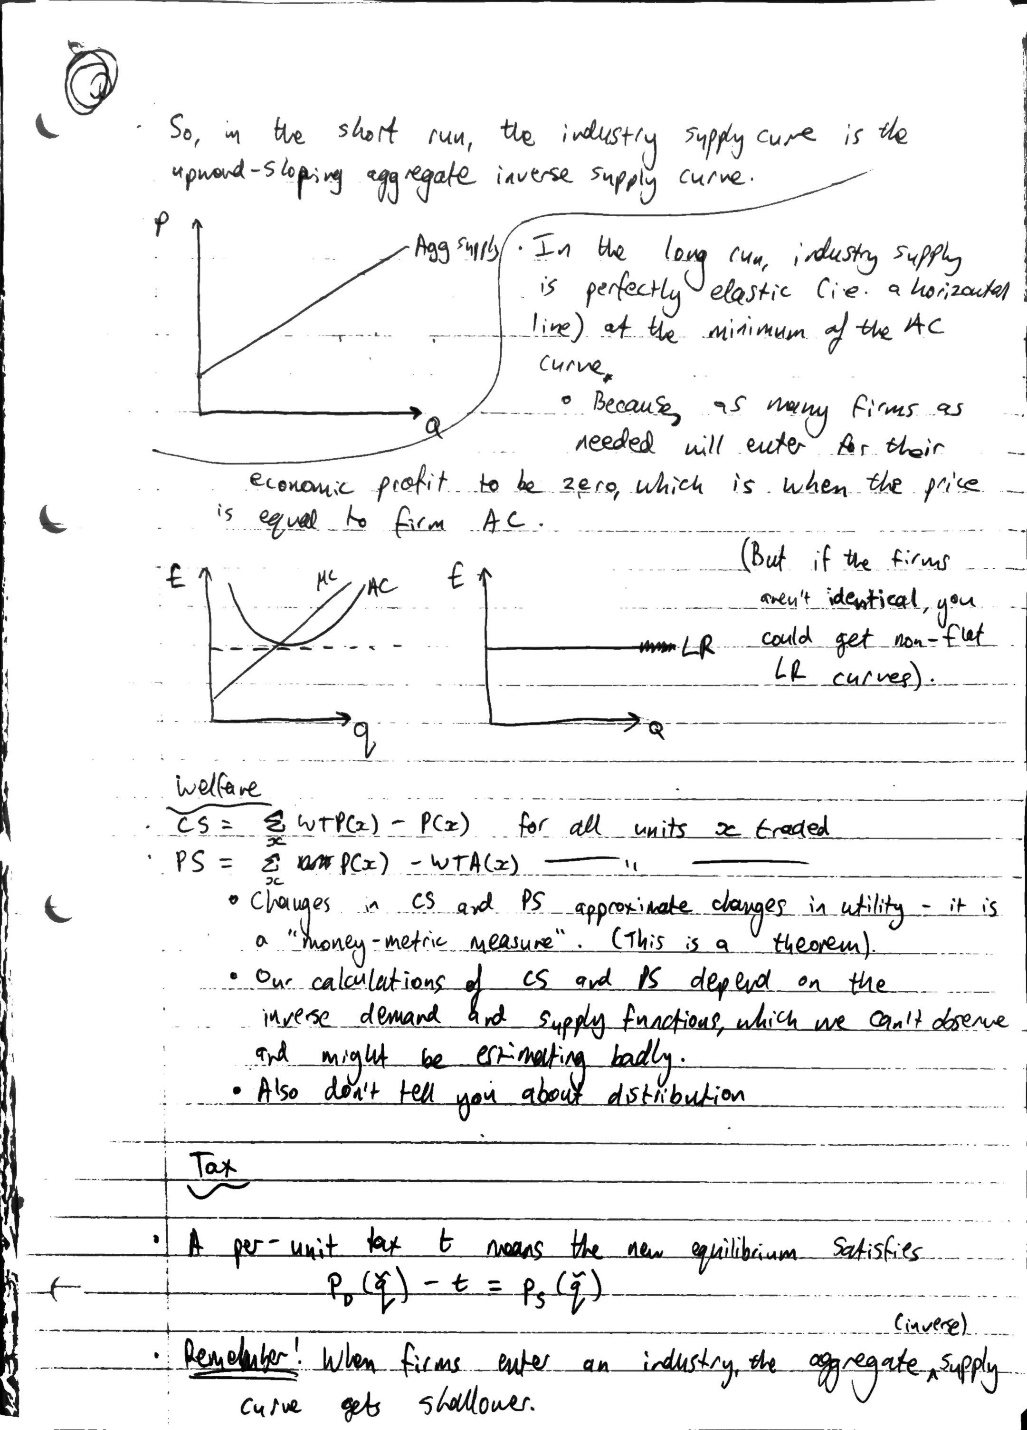 So, in the short run, the industry supply curve is the
upward-sloping aggregate inverse supply curve.
P
Agg supply
Q
In the long run, industry supply
is perfectly elastic (i.e. a horizontal
line) at the minimum of the AC
curve.
Because, as many firms as
needed will enter for their
economic profit to be zero, which is when the price
is equal to firm AC.
(But if the firms
aren't identical, you
could get non-flat
LR curves).
£ MC AC
q
£
LR
Q
Welfare
CS = Σ WTP(x) - P(x) for all units x traded
x
PS = Σ P(x) - WTA(x) —— " ——
x
Changes in CS and PS approximate changes in utility - it is
a "money-metric measure". (This is a theorem).
Our calculations of CS and PS depend on the
inverse demand and supply functions, which we can't observe
and might be estimating badly.
Also don't tell you about distribution
Tax
A per-unit tax t means the new equilibrium satisfies
P_D(q̃) - t = P_S(q̃)
(inverse)
Remember! When firms enter an industry, the aggregate ^ supply
curve gets shallower.